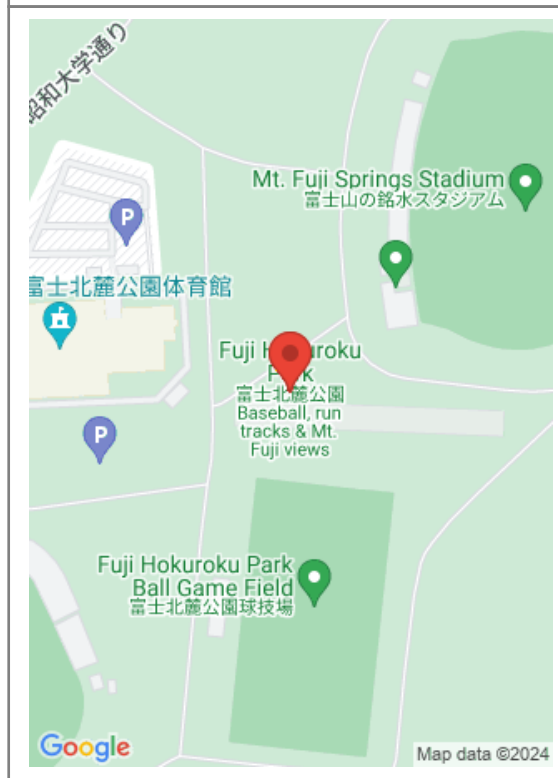 昭和大学通り
Mt. Fuji Springs Stadium
富士山の銘水スタジアム
P
富士北麓公園体育館
Fuji Hokuroku
Park
富士北麓公園
Baseball, run
tracks & Mt.
Fuji views
P
Fuji Hokuroku Park
Ball Game Field
富士北麓公園球技場
Google
Map data ©2024